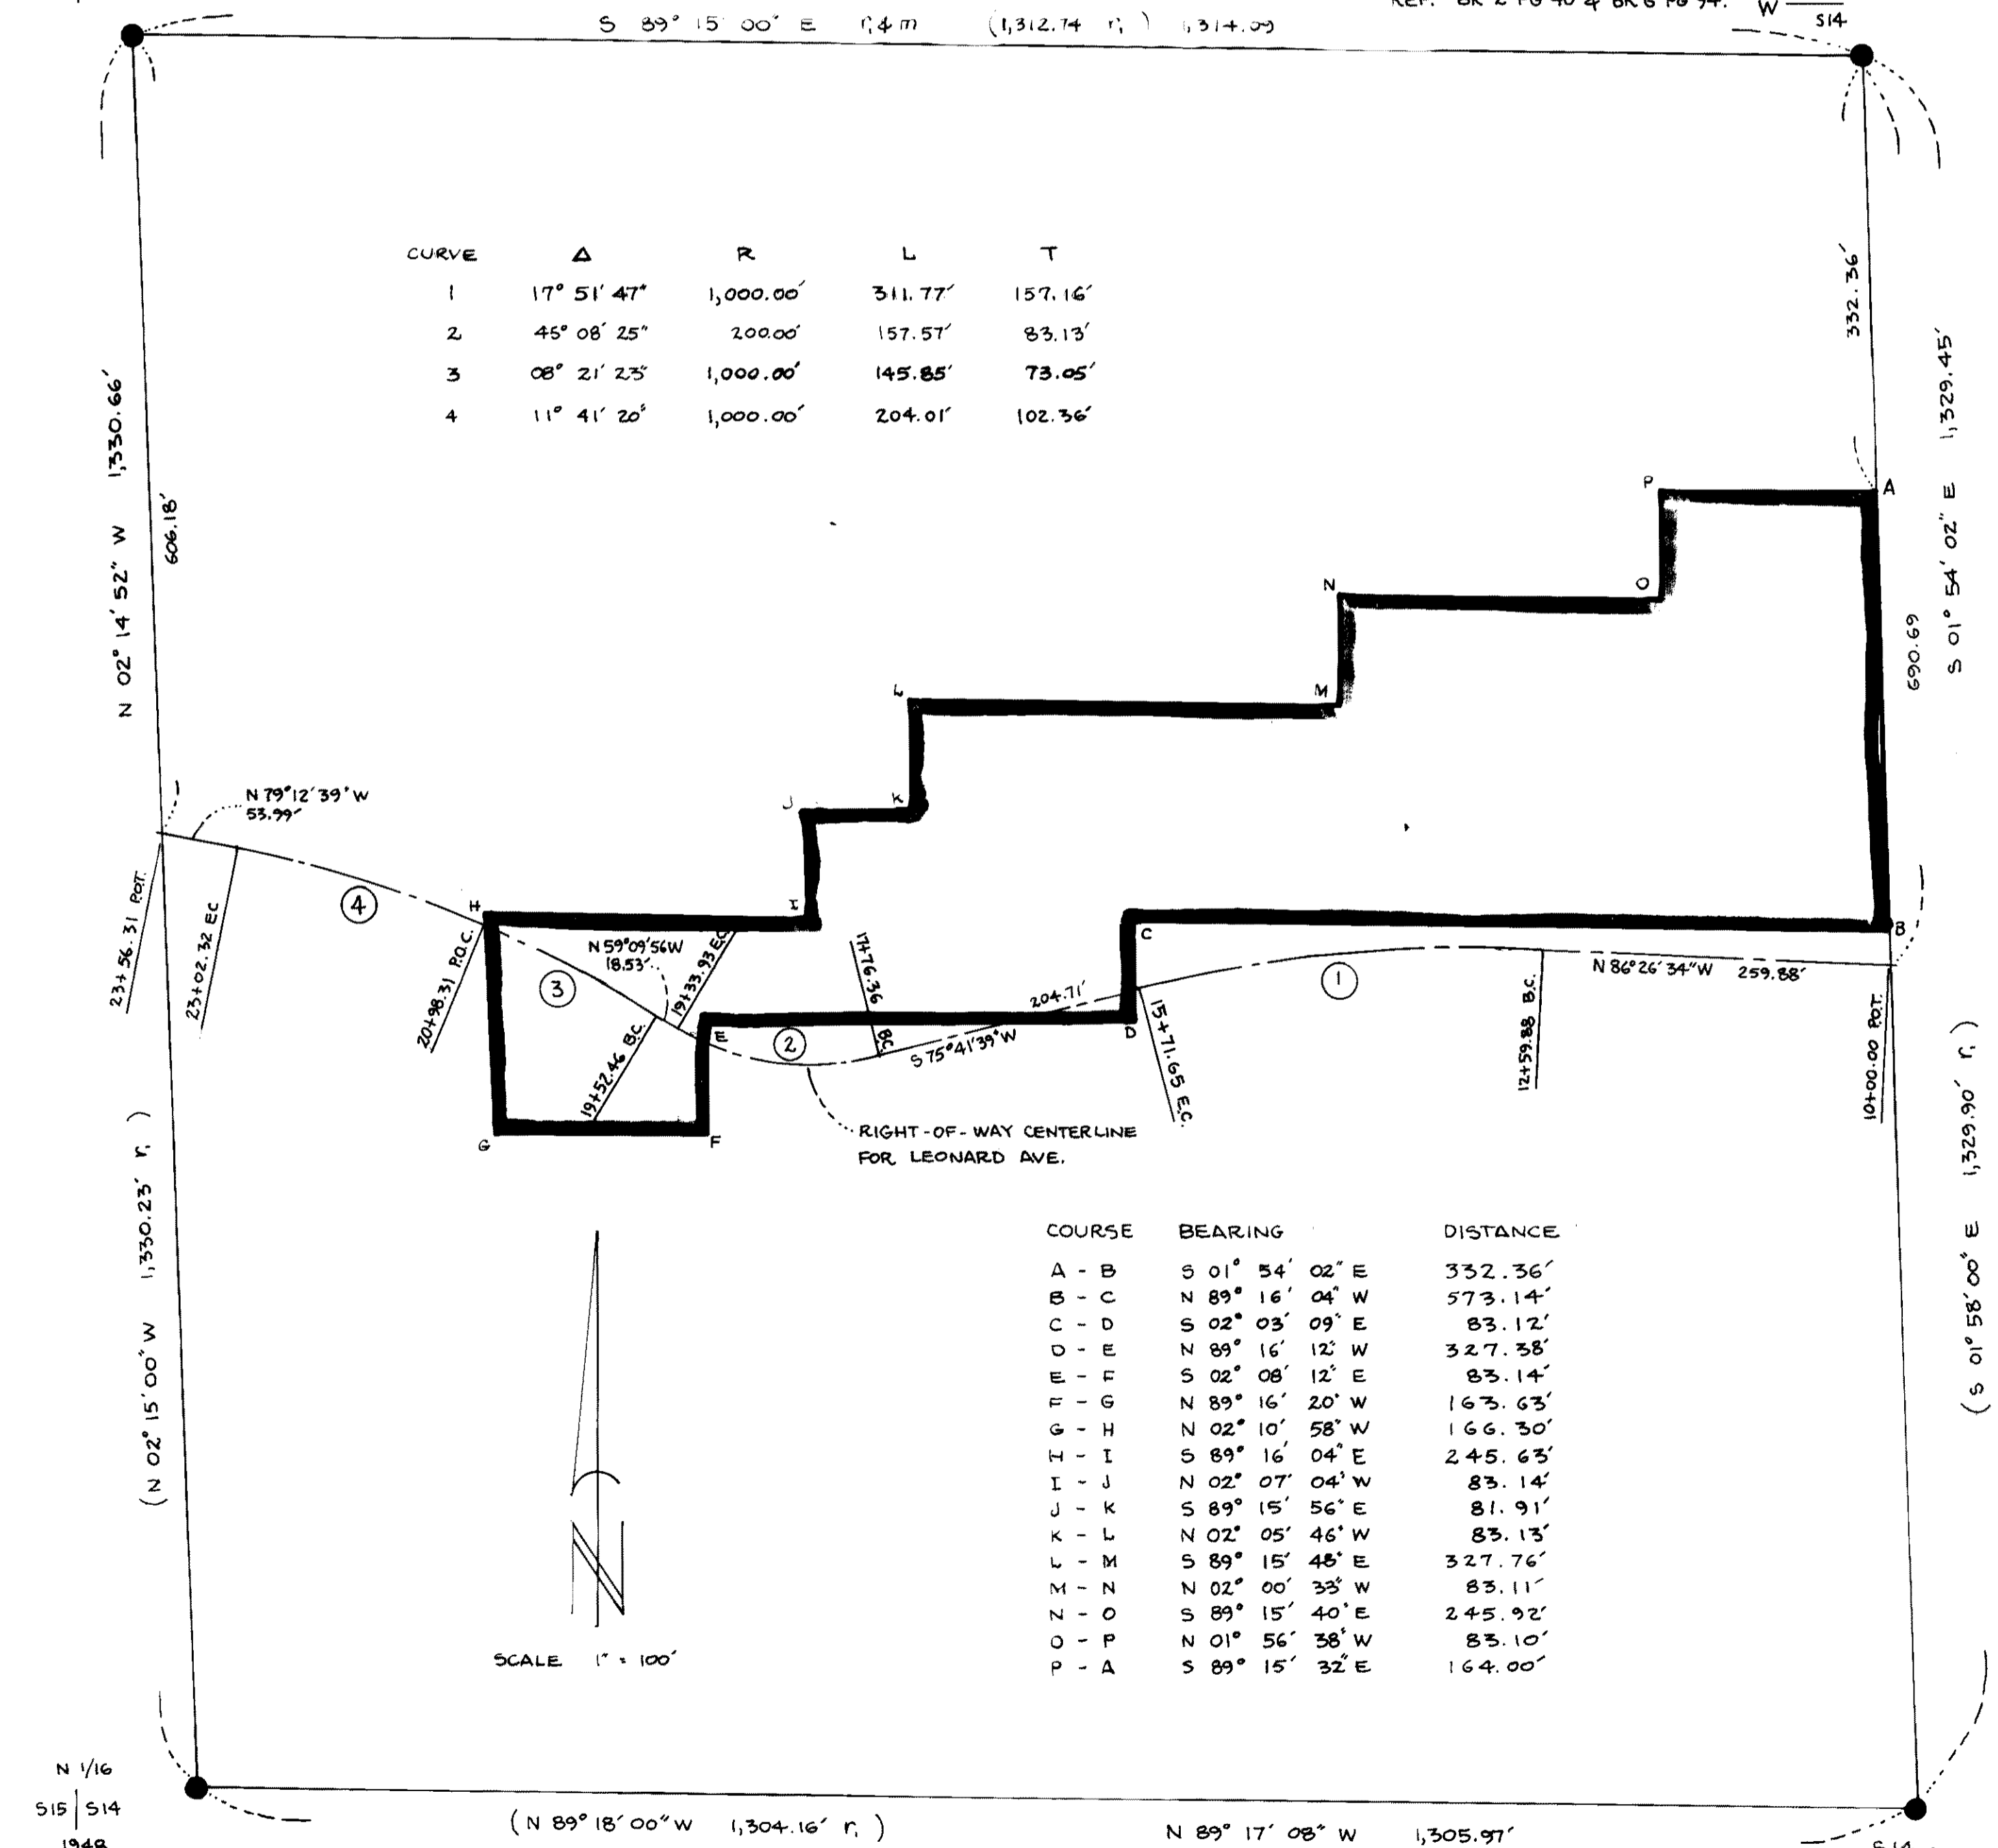 REF. BK 2 PG 40 & BK 6 PG 94.
W
S14
S 89° 15' 00" E r, & m (1,312.74 r, ) 1,314.09
CURVE Δ R L T
1 17° 51' 47" 1,000.00' 311.77' 157.16'
2 45° 08' 25" 200.00' 157.57' 83.13'
3 08° 21' 23" 1,000.00' 145.85' 73.05'
4 11° 41' 20" 1,000.00' 204.01' 102.36'
332.36'
S 01° 54' 02" E 1,329.45'
N 02° 14' 52" W 1,330.66'
606.18'
690.69
P
A
N
O
L
M
J
K
N 79° 12' 39" W
53.99'
4
H
I
C
B
N 59° 09' 56 W
18.53'
3
19+33.93 E.C.
17+76.36 B.C.
204.71'
1
N 86° 26' 34" W 259.88'
23+56.31 P.O.T.
23+02.32 EC
20+98.31 P.O.C.
19+52.46 B.C.
E
2
S 75° 41' 39" W
D
15+71.65 E.C.
12+59.88 B.C.
10+00.00 P.O.T.
G
F
RIGHT-OF-WAY CENTERLINE
FOR LEONARD AVE.
(N 02° 15' 00" W 1,330.23' r, )
(S 01° 58' 00" E 1,329.90' r, )
COURSE BEARING DISTANCE
A - B S 01° 54' 02" E 332.36'
B - C N 89° 16' 04" W 573.14'
C - D S 02° 03' 09" E 83.12'
D - E N 89° 16' 12" W 327.38'
E - F S 02° 08' 12" E 83.14'
F - G N 89° 16' 20" W 163.63'
G - H N 02° 10' 58" W 166.30'
H - I S 89° 16' 04" E 245.63'
I - J N 02° 07' 04" W 83.14'
J - K S 89° 15' 56" E 81.91'
K - L N 02° 05' 46" W 83.13'
L - M S 89° 15' 48" E 327.76'
M - N N 02° 00' 33" W 83.11'
N - O S 89° 15' 40" E 245.92'
O - P N 01° 56' 38" W 83.10'
P - A S 89° 15' 32" E 164.00'
N
SCALE 1" = 100'
N 1/16
S15 | S14
1948
(N 89° 18' 00" W 1,304.16' r, )
N 89° 17' 08" W 1,305.97'
S14